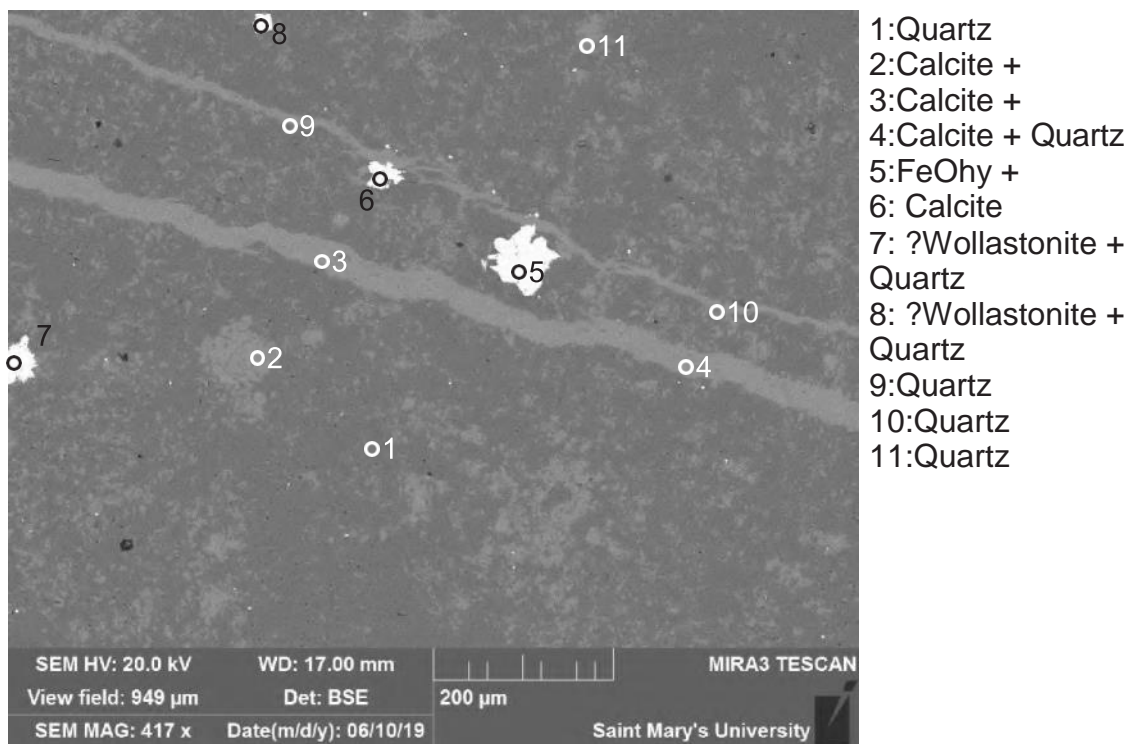 1:Quartz
2:Calcite +
3:Calcite +
4:Calcite + Quartz
5:FeOhy +
6: Calcite
7: ?Wollastonite +
Quartz
8: ?Wollastonite +
Quartz
9:Quartz
10:Quartz
11:Quartz
8
11
9
6
3
5
10
7
2
4
1
SEM HV: 20.0 kV WD: 17.00 mm MIRA3 TESCAN
View field: 949 µm Det: BSE 200 µm
SEM MAG: 417 x Date(m/d/y): 06/10/19 Saint Mary's University